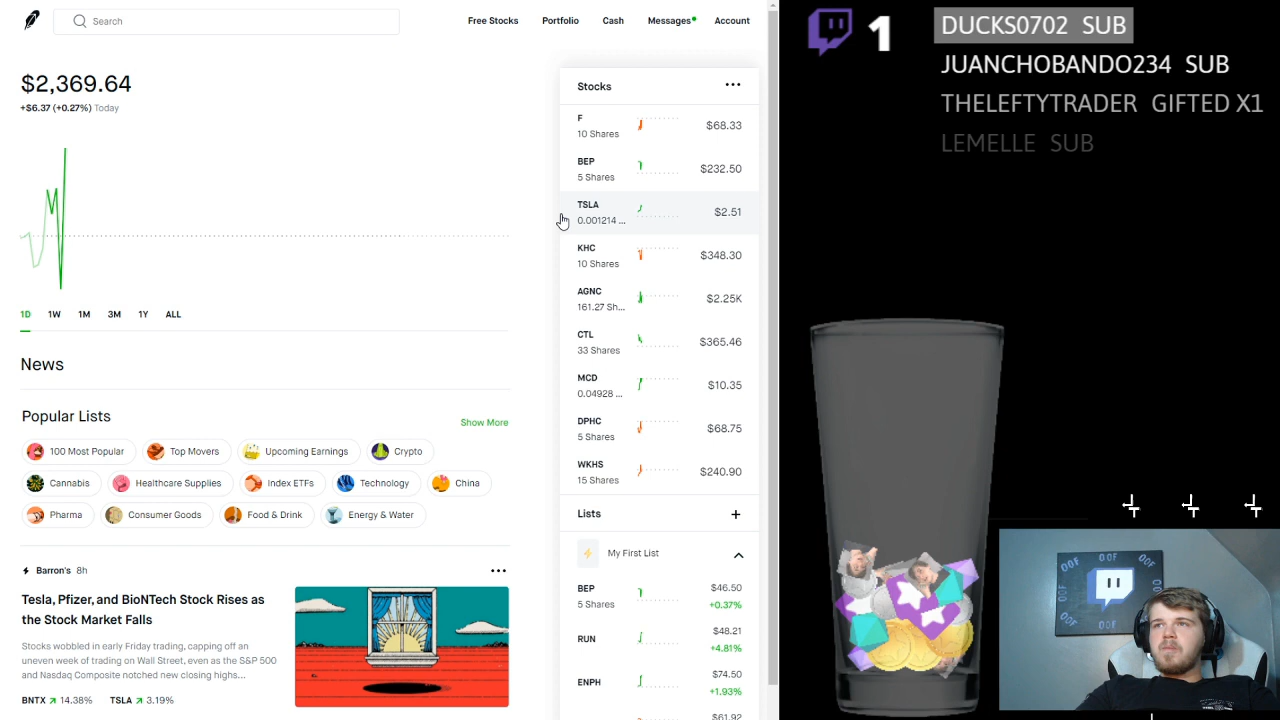 Search
Free Stocks
Portfolio
Cash
Messages
Account
$2,369.64
+$6.37 (+0.27%) Today
1D
1W
1M
3M
1Y
ALL
News
Popular Lists
Show More
100 Most Popular
Top Movers
Upcoming Earnings
Crypto
Cannabis
Healthcare Supplies
Index ETFs
Technology
China
Pharma
Consumer Goods
Food & Drink
Energy & Water
Barron's 8h
Tesla, Pfizer, and BioNTech Stock Rises as
the Stock Market Falls
Stocks wobbled in early Friday trading, capping off an
uneven week of trading on Wall Street, even as the S&P 500
and Nasdaq Composite notched new closing highs...
BNTX 14.38% TSLA 3.19%
Stocks
F
10 Shares
$68.33
BEP
5 Shares
$232.50
TSLA
0.001214 ...
$2.51
KHC
10 Shares
$348.30
AGNC
161.27 Sh...
$2.25K
CTL
33 Shares
$365.46
MCD
0.04928 ...
$10.35
DPHC
5 Shares
$68.75
WKHS
15 Shares
$240.90
Lists
My First List
BEP
5 Shares
$46.50
+0.37%
RUN
$48.21
+4.81%
ENPH
$74.50
+1.93%
$61.92
1
DUCKS0702 SUB
JUANCHOBANDO234 SUB
THELEFTYTRADER GIFTED X1
LEMELLE SUB
OOF
OOF
OOF
OOF
OOF